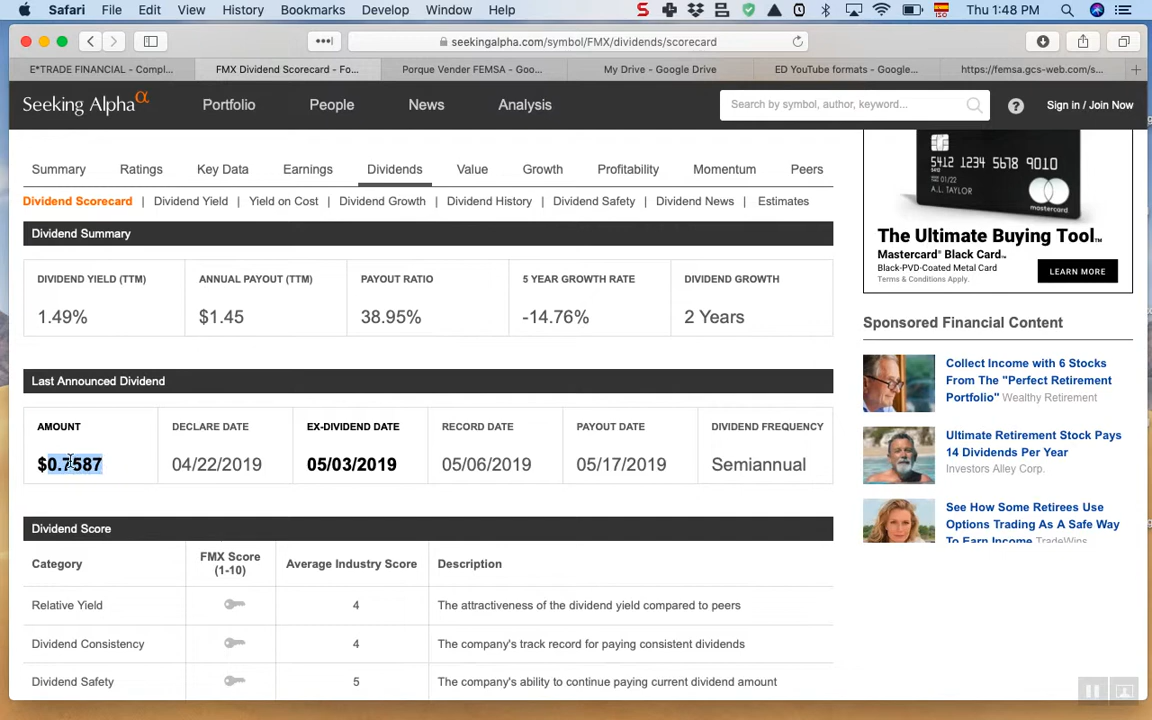 Safari File Edit View History Bookmarks Develop Window Help
Thu 1:48 PM
seekingalpha.com/symbol/FMX/dividends/scorecard
E*TRADE FINANCIAL - Compl... FMX Dividend Scorecard - Fo... Porque Vender FEMSA - Goo... My Drive - Google Drive ED YouTube formats - Google... https://femsa.gcs-web.com/s...
Seeking Alpha α
Portfolio People News Analysis
Search by symbol, author, keyword...
Sign in / Join Now
Summary Ratings Key Data Earnings Dividends Value Growth Profitability Momentum Peers
Dividend Scorecard | Dividend Yield | Yield on Cost | Dividend Growth | Dividend History | Dividend Safety | Dividend News | Estimates
Dividend Summary
DIVIDEND YIELD (TTM) ANNUAL PAYOUT (TTM) PAYOUT RATIO 5 YEAR GROWTH RATE DIVIDEND GROWTH
1.49% $1.45 38.95% -14.76% 2 Years
Last Announced Dividend
AMOUNT DECLARE DATE EX-DIVIDEND DATE RECORD DATE PAYOUT DATE DIVIDEND FREQUENCY
$0.7587 04/22/2019 05/03/2019 05/06/2019 05/17/2019 Semiannual
Dividend Score
Category FMX Score Average Industry Score Description
(1-10)
Relative Yield 4 The attractiveness of the dividend yield compared to peers
Dividend Consistency 4 The company's track record for paying consistent dividends
Dividend Safety 5 The company's ability to continue paying current dividend amount
5412 1234 5678 9010
VALID THRU 01/22
A.L. TAYLOR
mastercard
The Ultimate Buying Tool™
Mastercard® Black Card™
Black-PVD-Coated Metal Card
Terms & Conditions Apply.
LEARN MORE
Sponsored Financial Content
Collect Income with 6 Stocks
From The "Perfect Retirement
Portfolio" Wealthy Retirement
Ultimate Retirement Stock Pays
14 Dividends Per Year
Investors Alley Corp.
See How Some Retirees Use
Options Trading As A Safe Way
To Earn Income TradeWins